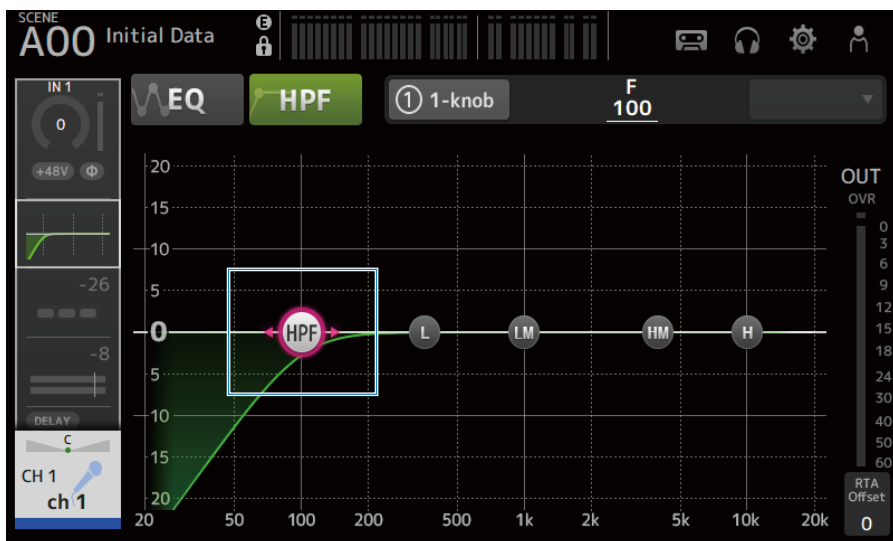 SCENE
A00 Initial Data
E
IN 1
0
+48V Φ
-26
-8
DELAY
C
CH 1
ch 1
EQ
HPF
1 1-knob
F
100
20
15
10
5
0
5
10
15
20
HPF
L
LM
HM
H
20 50 100 200 500 1k 2k 5k 10k 20k
OUT
OVR
0
3
6
9
12
15
18
24
30
40
50
60
RTA
Offset
0